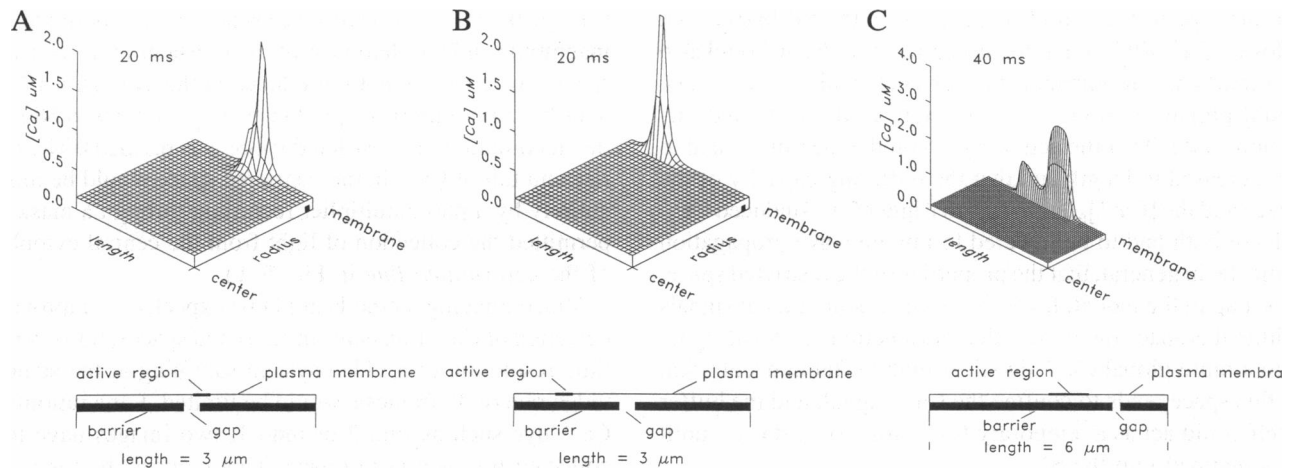 A
B
C
2.0
1.5
1.0
0.5
0.0
[Ca] uM
20 ms
length
radius
membrane
center
2.0
1.5
1.0
0.5
0.0
[Ca] uM
20 ms
length
radius
membrane
center
4.0
3.0
2.0
1.0
0.0
[Ca] uM
40 ms
length
membrane
center
active region
plasma membrane
barrier
gap
length = 3 μm
active region
plasma membrane
barrier
gap
length = 3 μm
active region
plasma membrane
barrier
gap
length = 6 μm